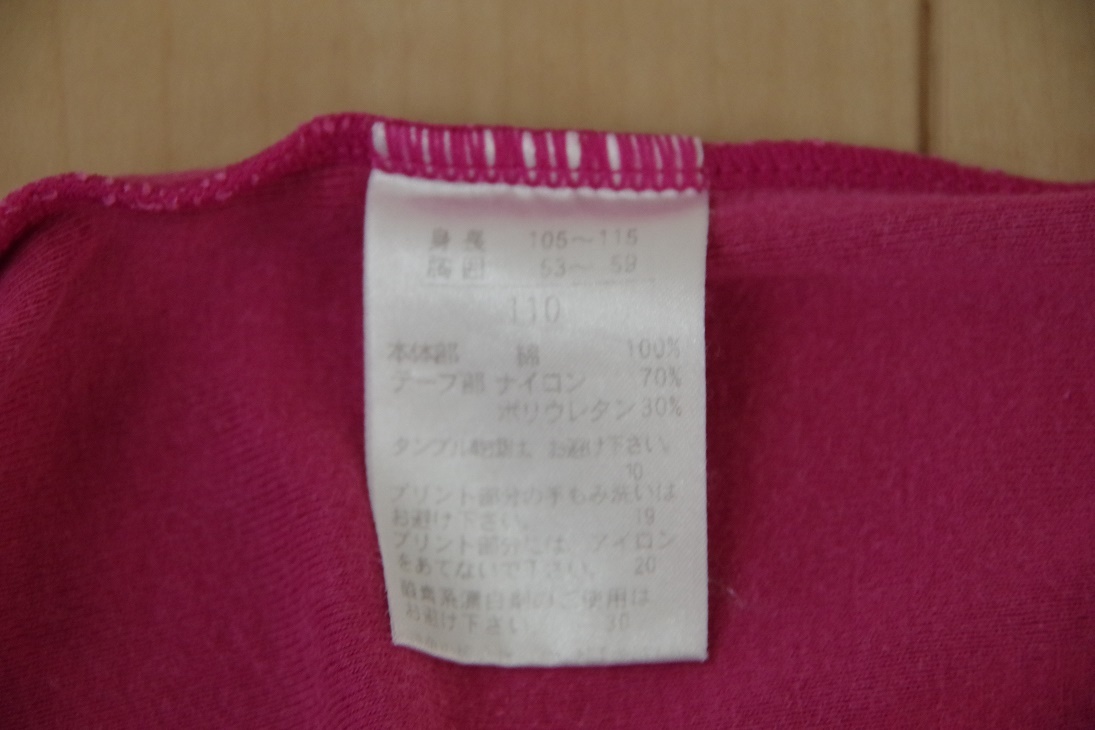 身長 105〜115
胸囲 53〜 59
110
本体部 綿 100%
テープ部 ナイロン 70%
ポリウレタン 30%
タンブル乾燥は お避け下さい。
10
プリント部分の手もみ洗いは
お避け下さい。 19
プリント部分には アイロン
をあてないで下さい。 20
塩素系漂白剤のご使用は
お避け下さい 30